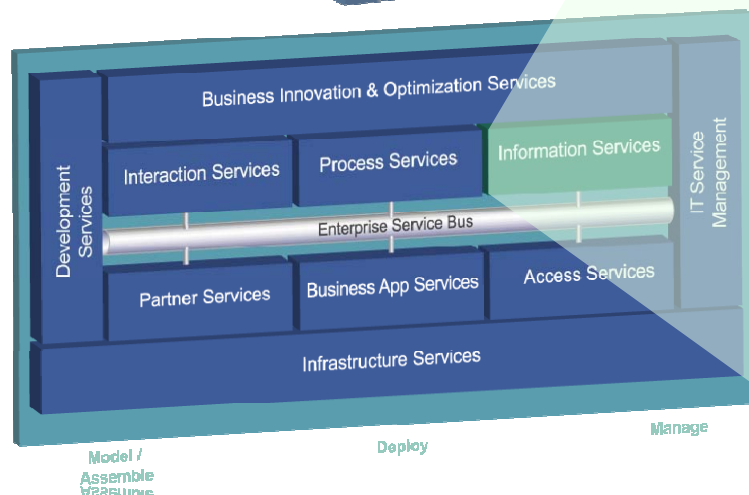 Business Innovation & Optimization Services
Development
Services
Interaction Services
Process Services
Information Services
IT Service
Management
Enterprise Service Bus
Partner Services
Business App Services
Access Services
Infrastructure Services
Model /
Assemble
Assemble
Deploy
Manage